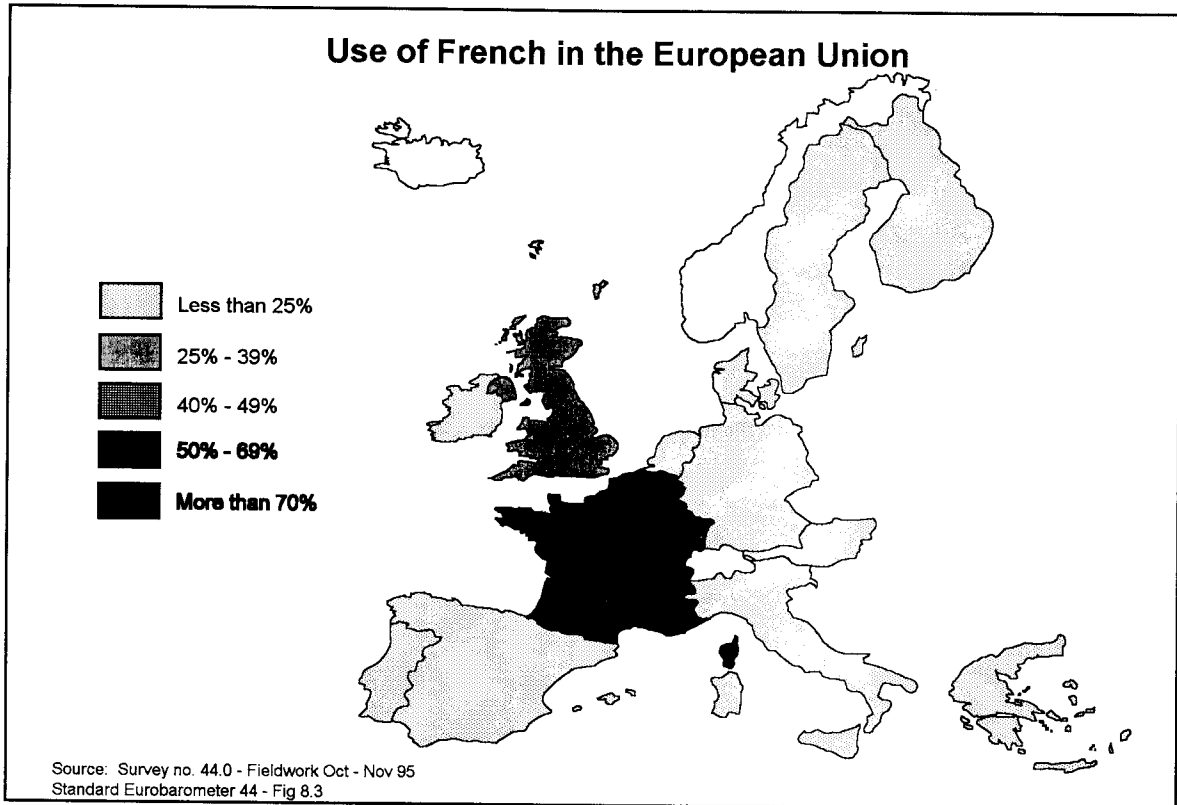 Use of French in the European Union
Less than 25%
25% - 39%
40% - 49%
50% - 69%
More than 70%
Source: Survey no. 44.0 - Fieldwork Oct - Nov 95
Standard Eurobarometer 44 - Fig 8.3